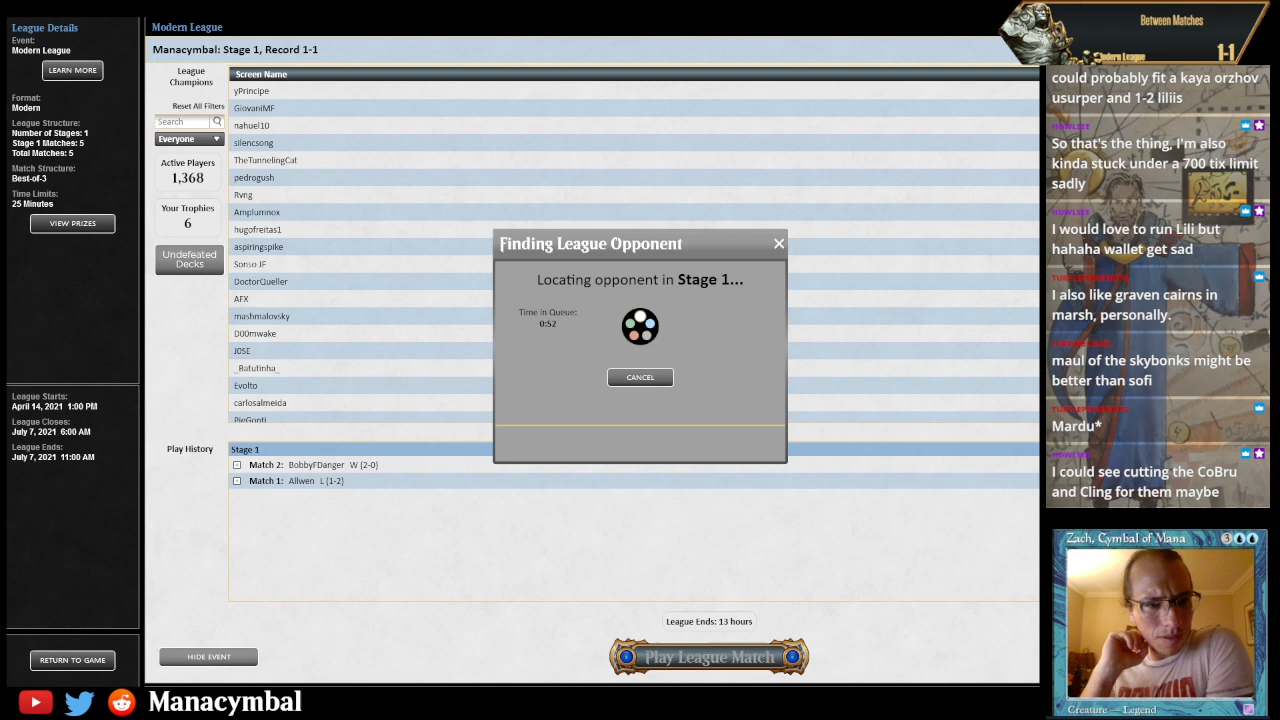 League Details
Event:
Modern League
LEARN MORE
Format:
Modern
League Structure:
Number of Stages: 1
Stage 1 Matches: 5
Total Matches: 5
Match Structure:
Best-of-3
Time Limits:
25 Minutes
VIEW PRIZES
League Starts:
April 14, 2021 1:00 PM
League Closes:
July 7, 2021 6:00 AM
League Ends:
July 7, 2021 11:00 AM
RETURN TO GAME
Modern League
Manacymbal: Stage 1, Record 1-1
League
Champions
Reset All Filters
Search
Everyone
Active Players
1,368
Your Trophies
6
Undefeated
Decks
Screen Name
yPrincipe
GiovaniMF
nahuel10
silencsong
TheTunnelingCat
pedrogush
Rvng
Amplumnox
hugofreitas1
aspiringspike
Sonso JF
DoctorQueller
AFX
mashmalovsky
D00mwake
J0SE
_Batutinha_
Evolto
carlosalmeida
PieGonti
Finding League Opponent
Locating opponent in Stage 1...
Time in Queue:
0:52
CANCEL
Play History
Stage 1
Match 2: BobbyFDanger W (2-0)
Match 1: Allwen L (1-2)
League Ends: 13 hours
HIDE EVENT
Play League Match
Between Matches
Modern League
1-1
could probably fit a kaya orzhov
usurper and 1-2 liliis
HOWLSEE
So that's the thing, I'm also
kinda stuck under a 700 tix limit
sadly
HOWLSEE
I would love to run Lili but
hahaha wallet get sad
I also like graven cairns in
marsh, personally.
maul of the skybonks might be
better than sofi
Mardu*
HOWLSEE
I could see cutting the CoBru
and Cling for them maybe
Zach, Cymbal of Mana
3
Creature — Legend
Manacymbal